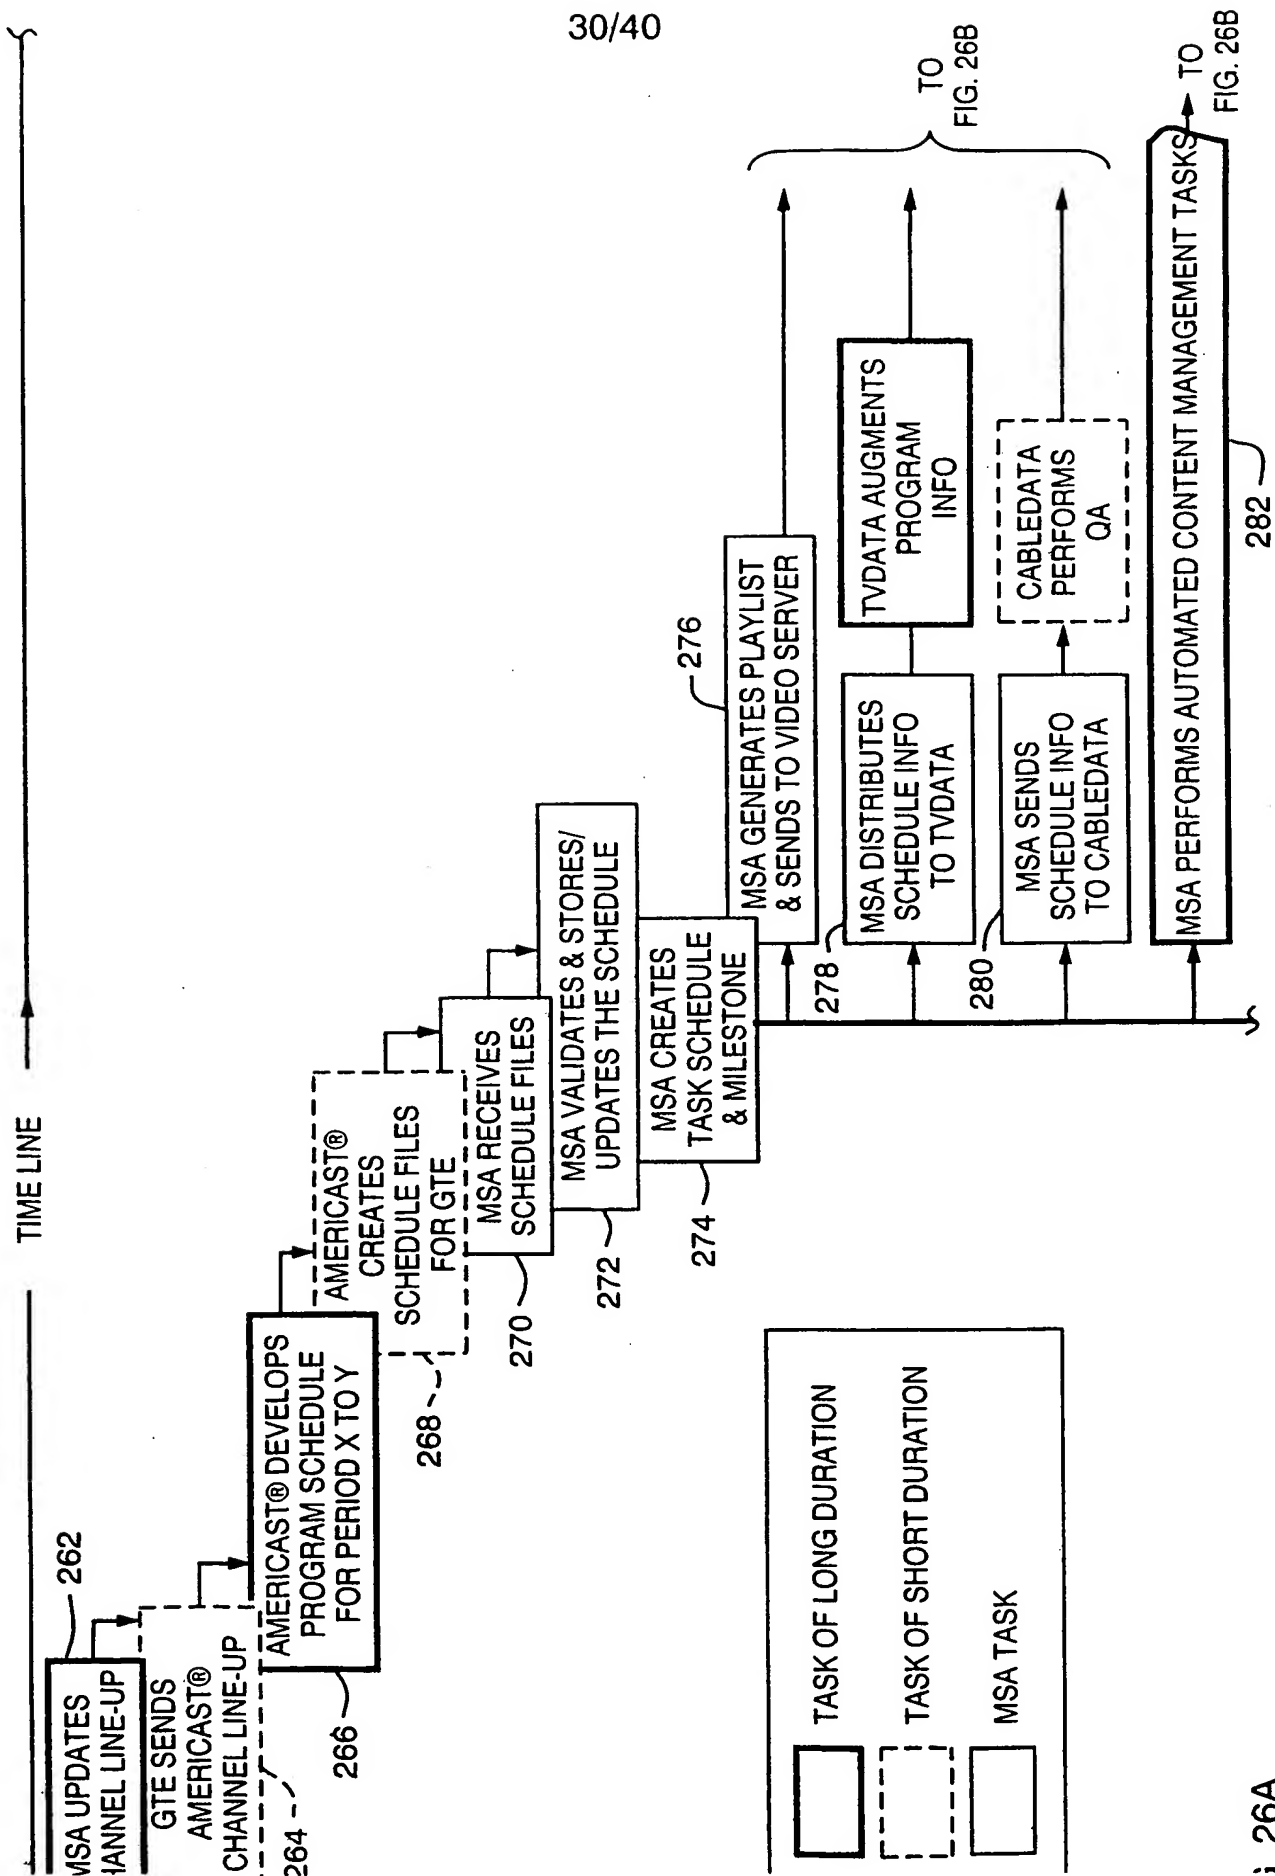 30/40
TIME LINE
MSA UPDATES
CHANNEL LINE-UP
262
GTE SENDS
AMERICAST®
CHANNEL LINE-UP
264
AMERICAST® DEVELOPS
PROGRAM SCHEDULE
FOR PERIOD X TO Y
266
AMERICAST®
CREATES
SCHEDULE FILES
FOR GTE
268
MSA RECEIVES
SCHEDULE FILES
270
MSA VALIDATES & STORES/
UPDATES THE SCHEDULE
272
MSA CREATES
TASK SCHEDULE
& MILESTONE
274
MSA GENERATES PLAYLIST
& SENDS TO VIDEO SERVER
276
MSA DISTRIBUTES
SCHEDULE INFO
TO TVDATA
278
TVDATA AUGMENTS
PROGRAM
INFO
MSA SENDS
SCHEDULE INFO
TO CABLEDATA
280
CABLEDATA
PERFORMS
QA
TO
FIG. 26B
MSA PERFORMS AUTOMATED CONTENT MANAGEMENT TASKS
282
TO
FIG. 26B
TASK OF LONG DURATION
TASK OF SHORT DURATION
MSA TASK
26A